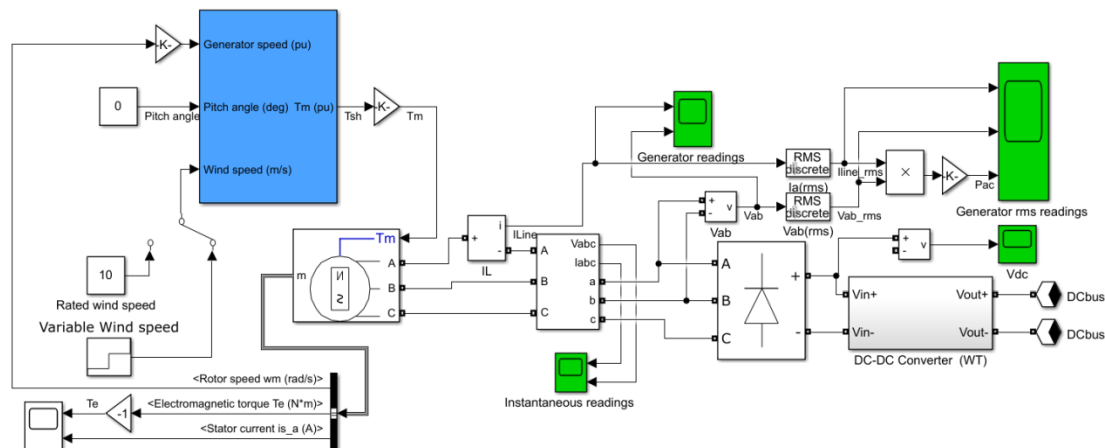 -K-
Generator speed (pu)
0
Pitch angle
Pitch angle (deg)
Tm (pu)
Tsh
-K-
Tm
Wind speed (m/s)
10
Rated wind speed
Variable Wind speed
Tm
m
N
S
A
B
C
+
-
i
IL
ILine
A
B
C
Vabc
Iabc
a
b
c
Generator readings
Instantaneous readings
+
-
v
Vab
Vab
RMS
discrete
Ia(rms)
Iline_rms
RMS
discrete
Vab(rms)
Vab_rms
×
-K-
Pac
Generator rms readings
A
B
C
+
-
+
-
v
Vdc
Vin+
Vin-
Vout+
Vout-
DC-DC Converter (WT)
DCbus
DCbus
<Rotor speed wm (rad/s)>
<Electromagnetic torque Te (N*m)>
<Stator current is_a (A)>
Te
-1